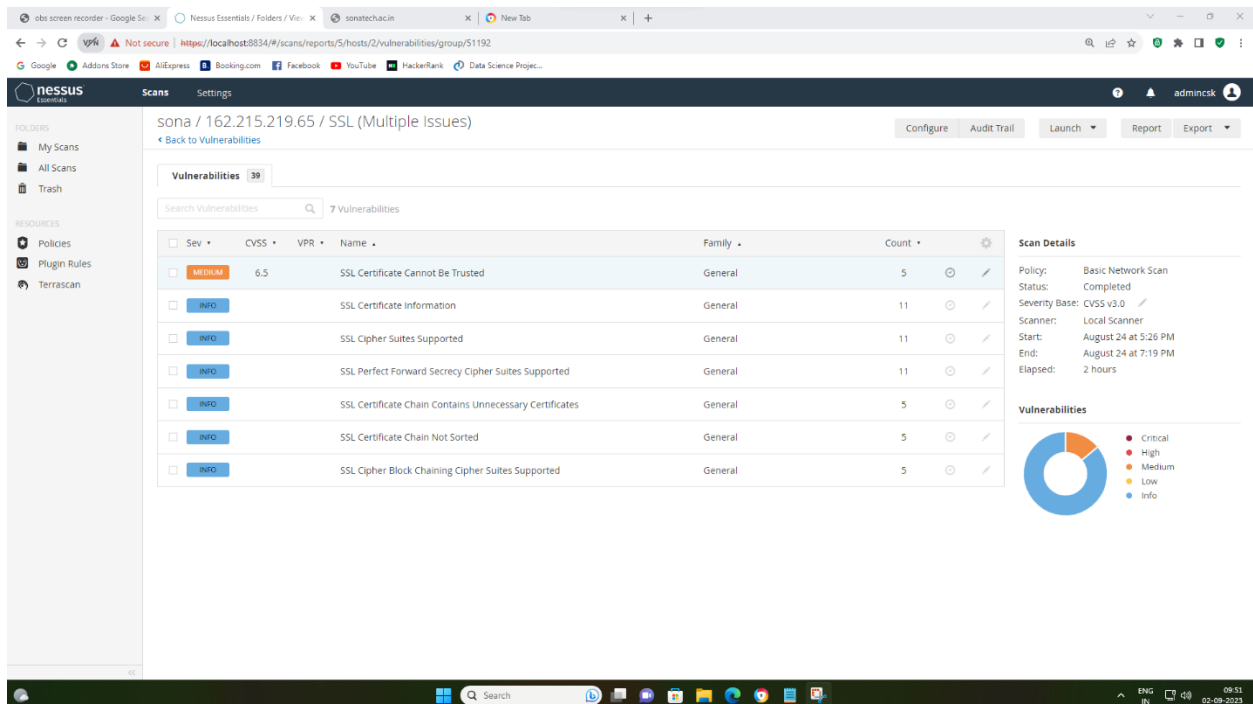 obs screen recorder - Google Se
Nessus Essentials / Folders / View
sonatech.ac.in
New Tab
VPN
Not secure | https://localhost:8834/#/scans/reports/5/hosts/2/vulnerabilities/group/51192
Google
Addons Store
AliExpress
Booking.com
Facebook
YouTube
HackerRank
Data Science Projec...
nessus
Essentials
Scans
Settings
admincsk
FOLDERS
My Scans
All Scans
Trash
RESOURCES
Policies
Plugin Rules
Terrascan
sona / 162.215.219.65 / SSL (Multiple Issues)
< Back to Vulnerabilities
Configure
Audit Trail
Launch
Report
Export
Vulnerabilities 39
Search Vulnerabilities
7 Vulnerabilities
Sev CVSS VPR Name Family Count
MEDIUM 6.5 SSL Certificate Cannot Be Trusted General 5
INFO SSL Certificate Information General 11
INFO SSL Cipher Suites Supported General 11
INFO SSL Perfect Forward Secrecy Cipher Suites Supported General 11
INFO SSL Certificate Chain Contains Unnecessary Certificates General 5
INFO SSL Certificate Chain Not Sorted General 5
INFO SSL Cipher Block Chaining Cipher Suites Supported General 5
Scan Details
Policy: Basic Network Scan
Status: Completed
Severity Base: CVSS v3.0
Scanner: Local Scanner
Start: August 24 at 5:26 PM
End: August 24 at 7:19 PM
Elapsed: 2 hours
Vulnerabilities
Critical
High
Medium
Low
Info
Search
ENG
IN
09:51
02-09-2023